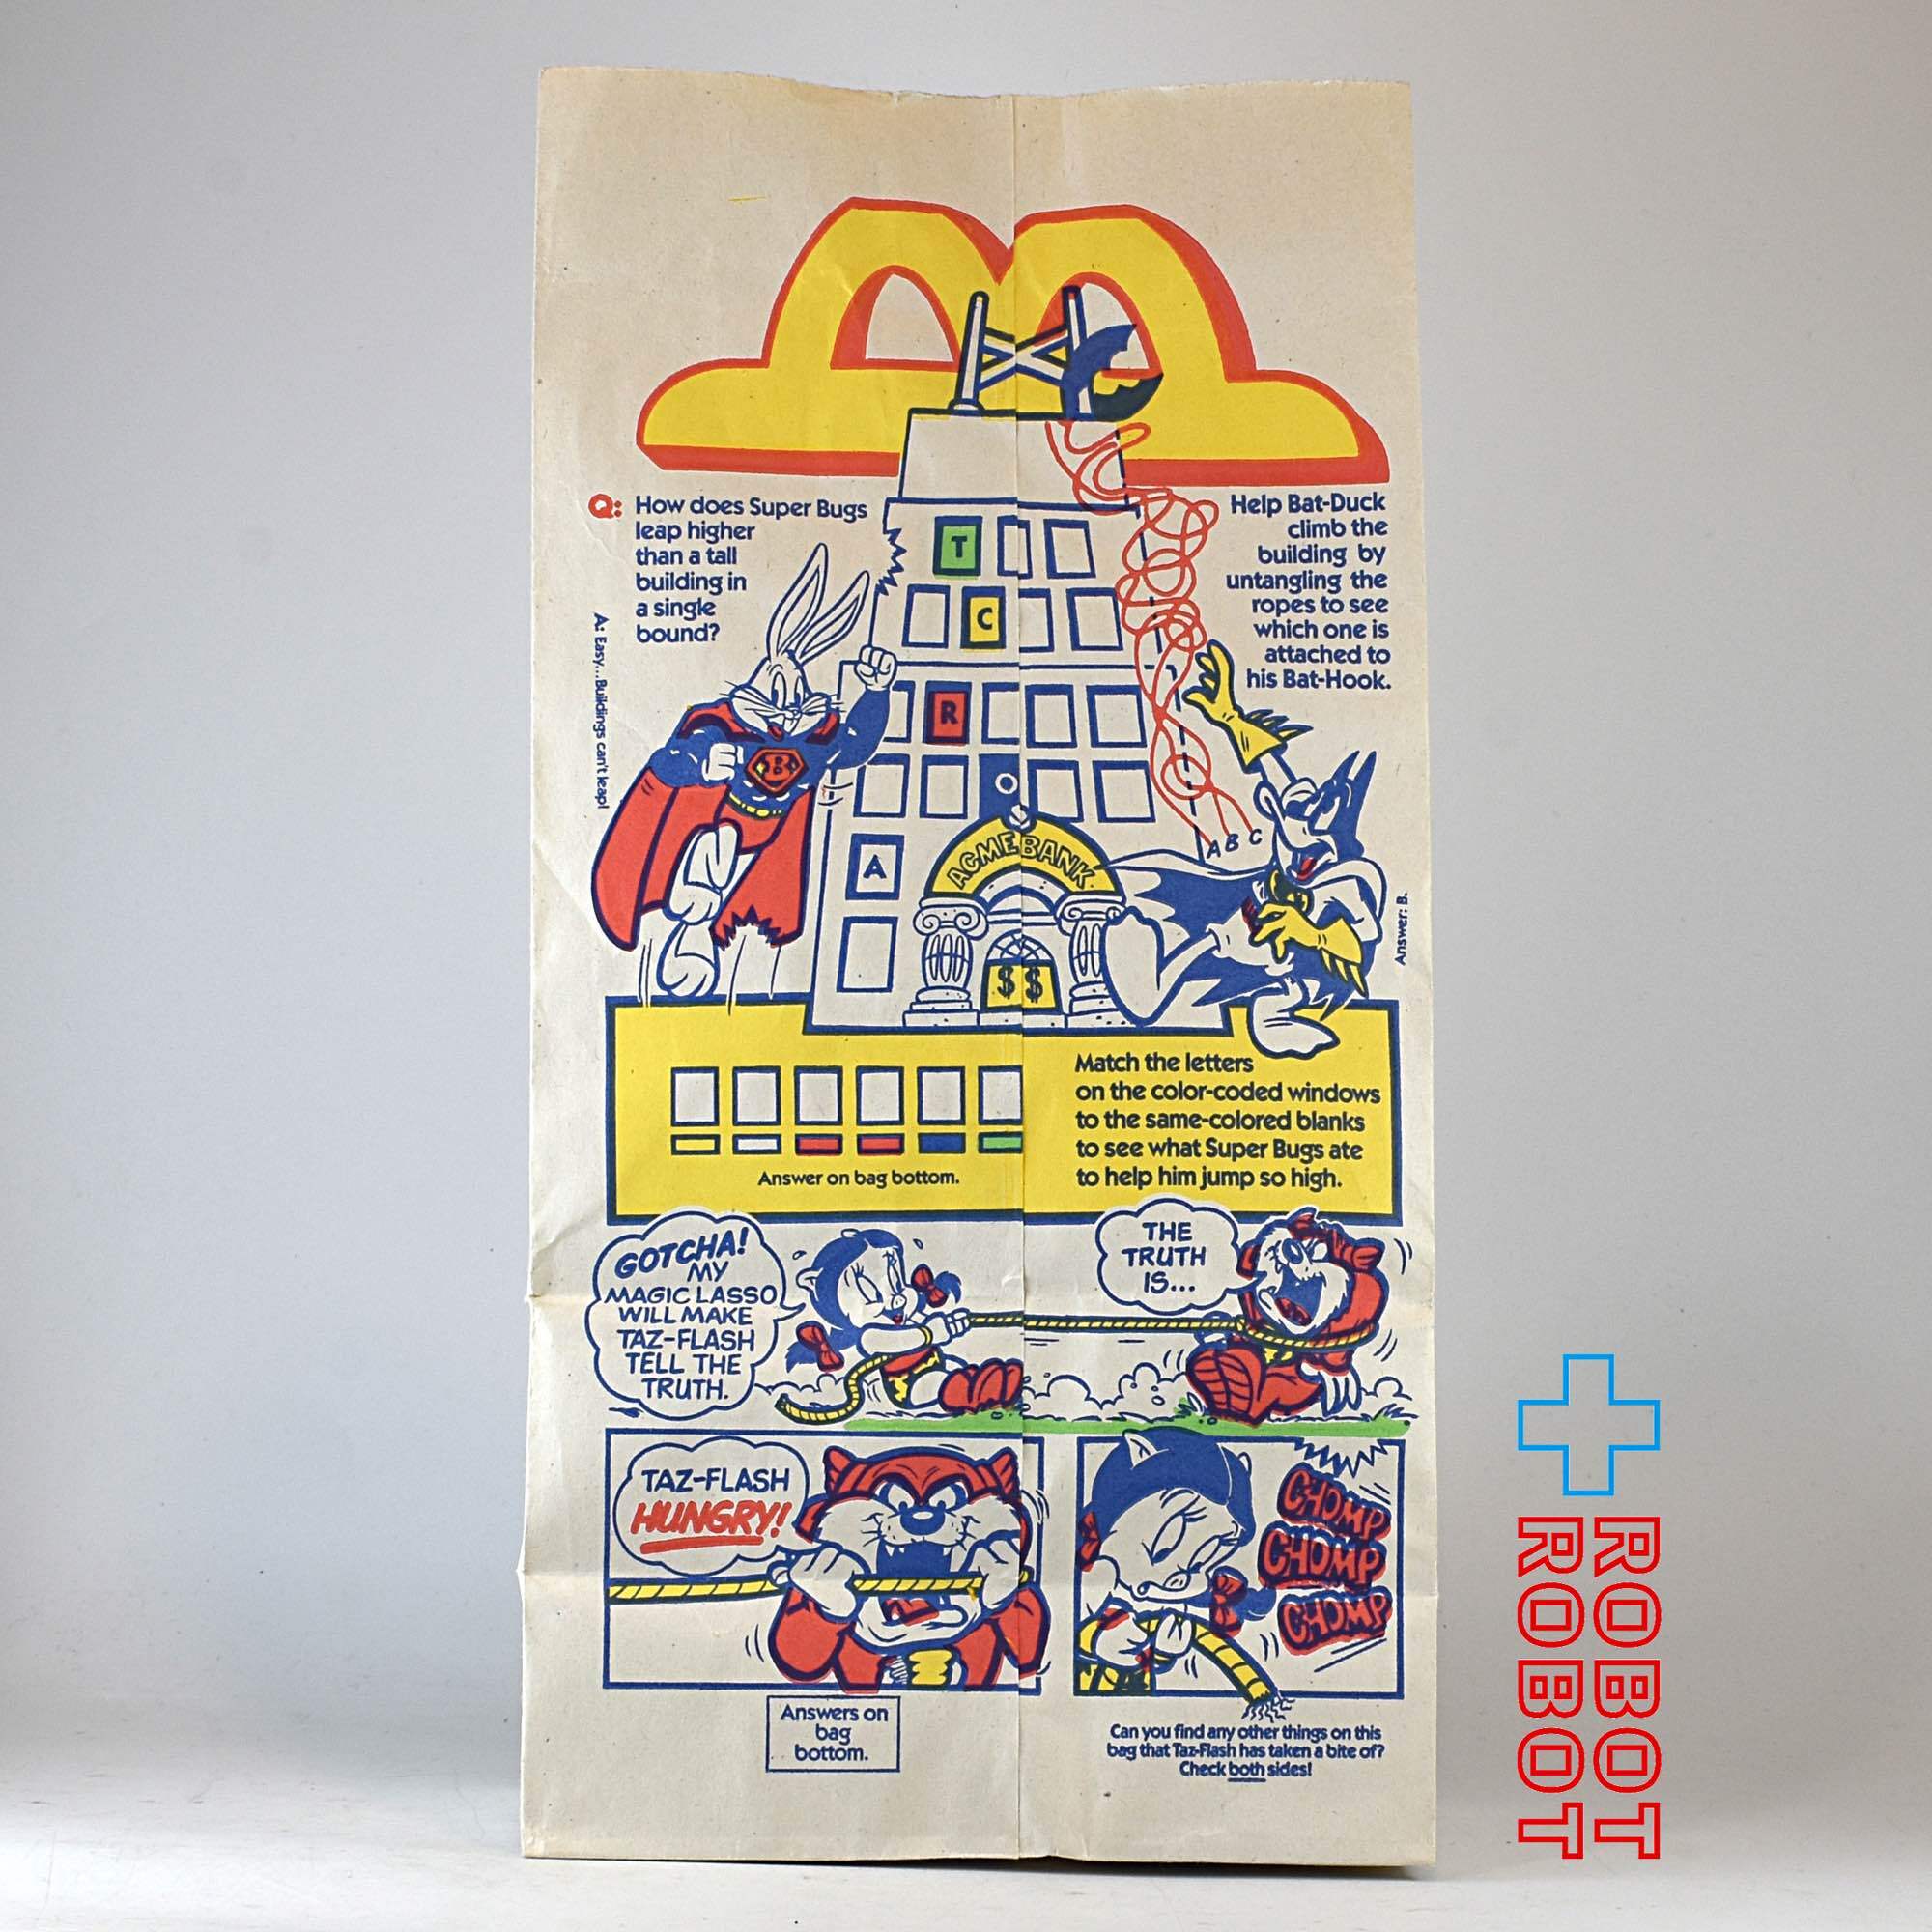 Q: How does Super Bugs
leap higher
than a tall
building in
a single
bound?
A: Easy...Buildings can't leap!
Help Bat-Duck
climb the
building by
untangling the
ropes to see
which one is
attached to
his Bat-Hook.
T
C
R
O
A
B
A B C
ACME BANK
$ $
Answer: B.
Answer on bag bottom.
Match the letters
on the color-coded windows
to the same-colored blanks
to see what Super Bugs ate
to help him jump so high.
GOTCHA!
MY
MAGIC LASSO
WILL MAKE
TAZ-FLASH
TELL THE
TRUTH.
THE
TRUTH
IS...
TAZ-FLASH
HUNGRY!
CHOMP
CHOMP
CHOMP
Answers on
bag
bottom.
Can you find any other things on this
bag that Taz-Flash has taken a bite of?
Check both sides!
ROBOT
ROBOT